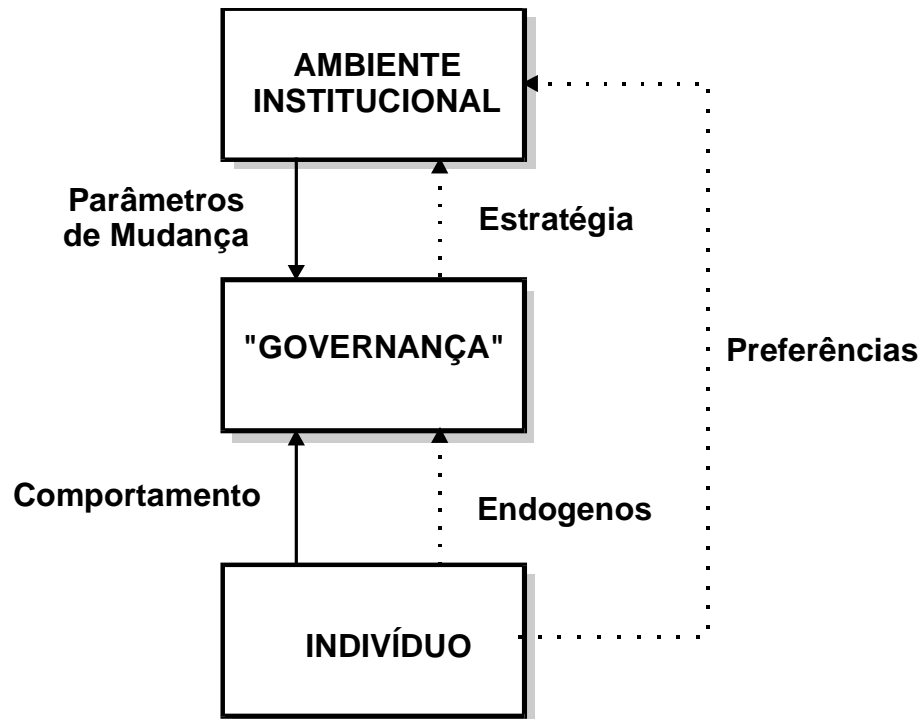 AMBIENTE
INSTITUCIONAL
Parâmetros
de Mudança
Estratégia
"GOVERNANÇA"
Preferências
Comportamento
Endogenos
INDIVÍDUO